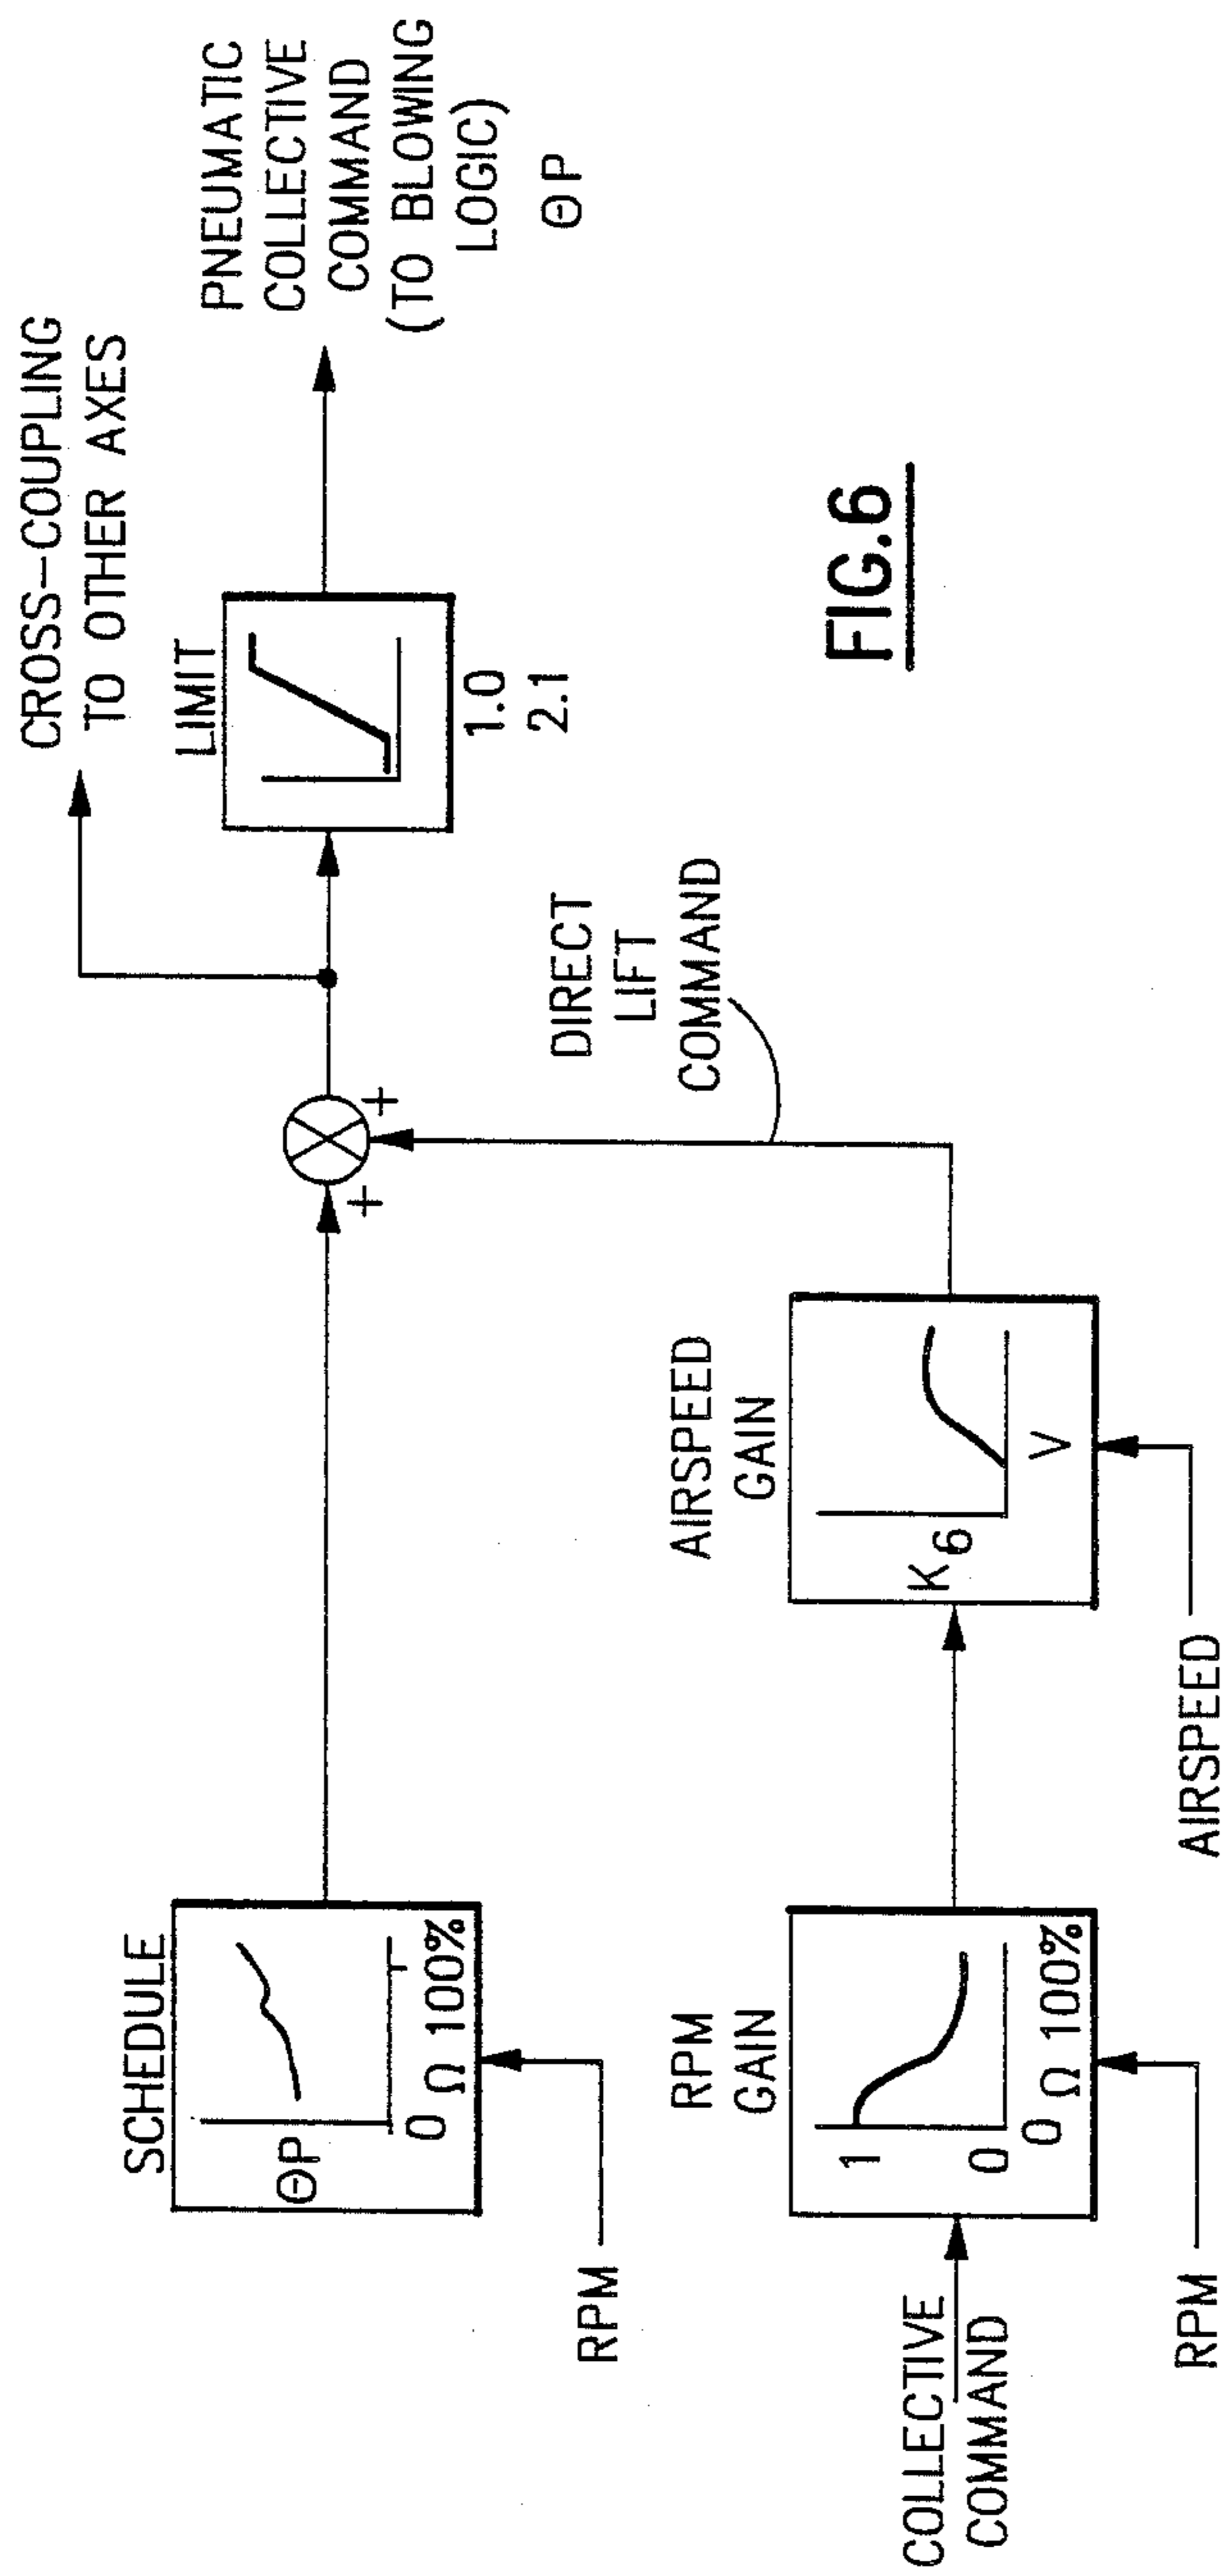 CROSS-COUPLING
TO OTHER AXES
SCHEDULE
ΘP
0 Ω 100%
RPM
+
+
LIMIT
1.0
2.1
PNEUMATIC
COLLECTIVE
COMMAND
(TO BLOWING
LOGIC)
ΘP
DIRECT
LIFT
COMMAND
COLLECTIVE
COMMAND
RPM
GAIN
1
0
0 Ω 100%
RPM
AIRSPEED
GAIN
K6
V
AIRSPEED
FIG.6